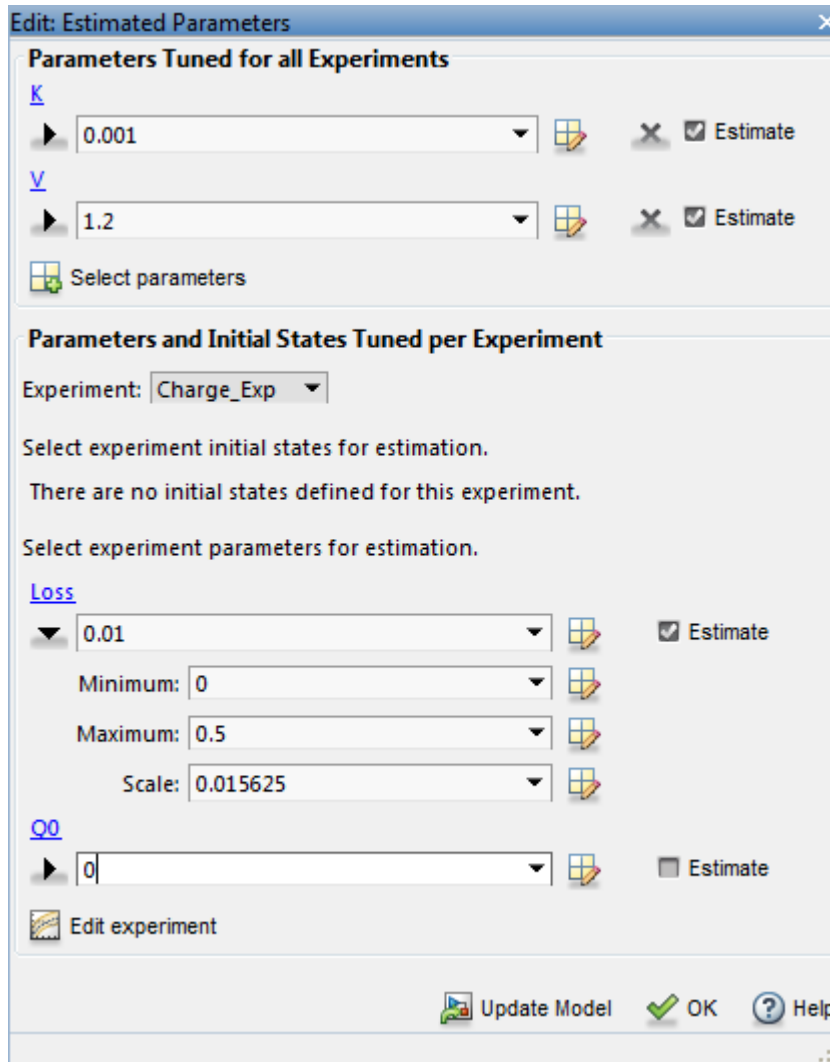 Edit: Estimated Parameters
Parameters Tuned for all Experiments
K
0.001 Estimate
V
1.2 Estimate
Select parameters
Parameters and Initial States Tuned per Experiment
Experiment: Charge_Exp
Select experiment initial states for estimation.
There are no initial states defined for this experiment.
Select experiment parameters for estimation.
Loss
0.01 Estimate
Minimum: 0
Maximum: 0.5
Scale: 0.015625
Q0
0 Estimate
Edit experiment
Update Model OK Help